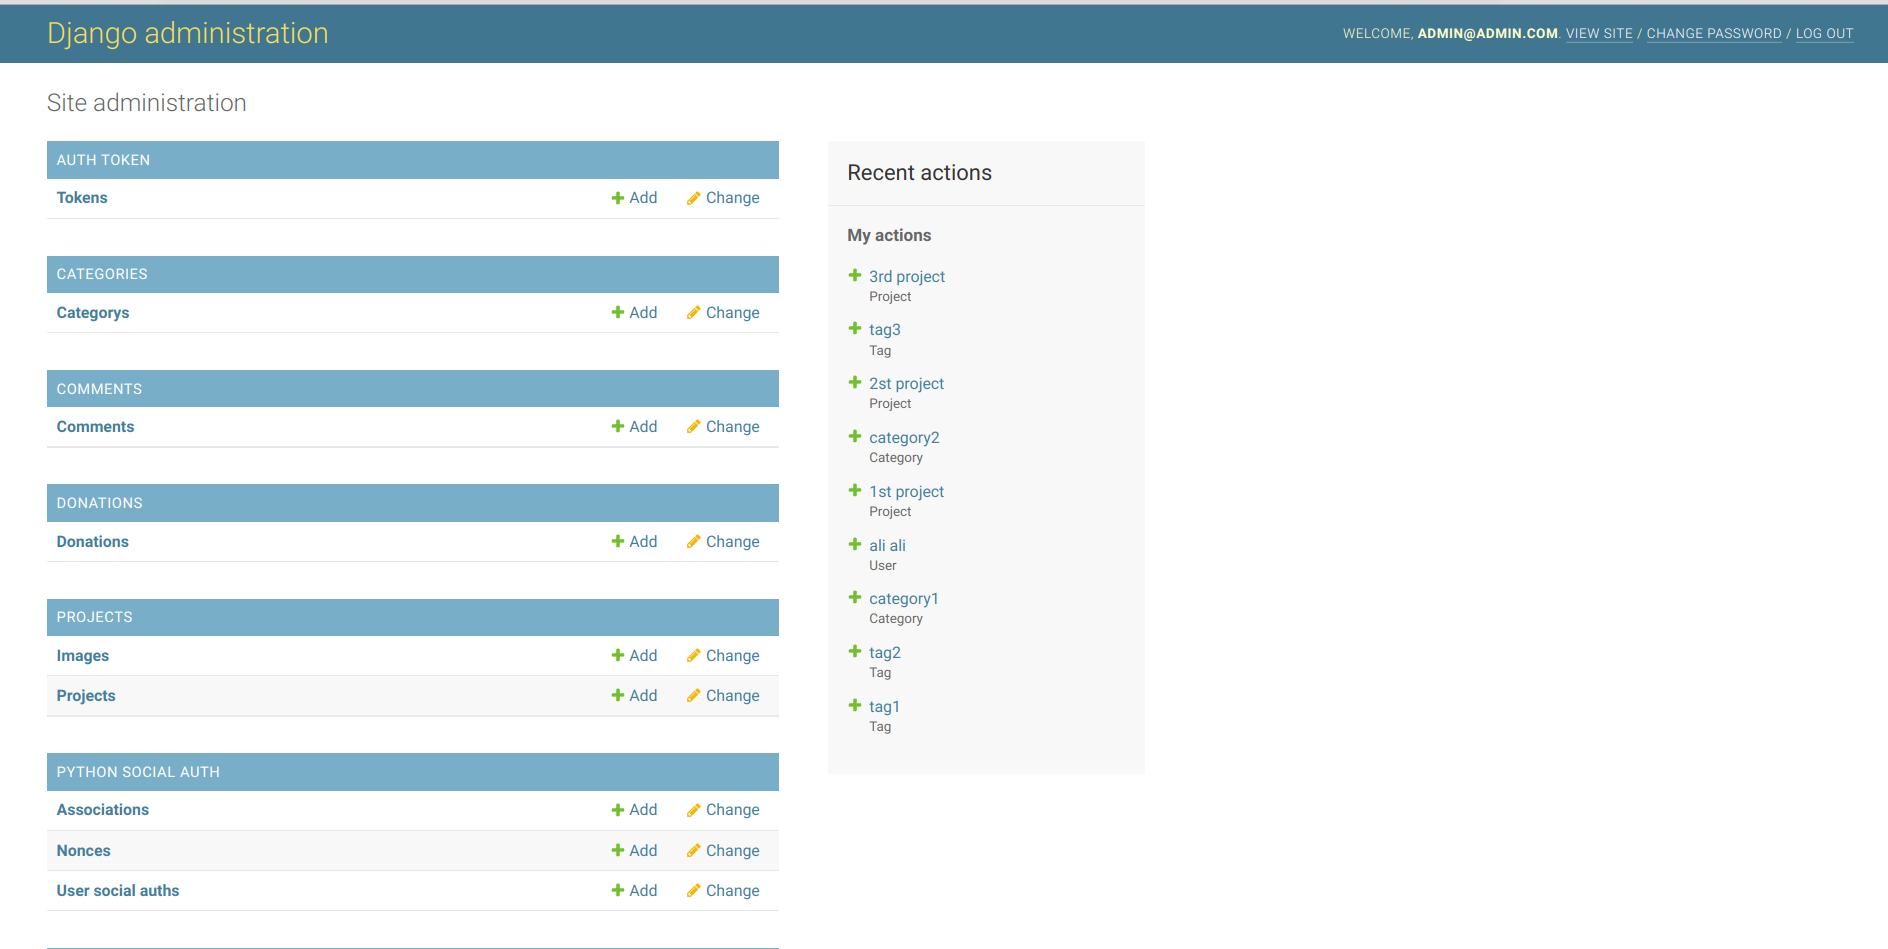 Django administration
WELCOME, ADMIN@ADMIN.COM. VIEW SITE / CHANGE PASSWORD / LOG OUT
Site administration
AUTH TOKEN
Tokens Add Change
CATEGORIES
Categorys Add Change
COMMENTS
Comments Add Change
DONATIONS
Donations Add Change
PROJECTS
Images Add Change
Projects Add Change
PYTHON SOCIAL AUTH
Associations Add Change
Nonces Add Change
User social auths Add Change
Recent actions
My actions
3rd project
Project
tag3
Tag
2st project
Project
category2
Category
1st project
Project
ali ali
User
category1
Category
tag2
Tag
tag1
Tag